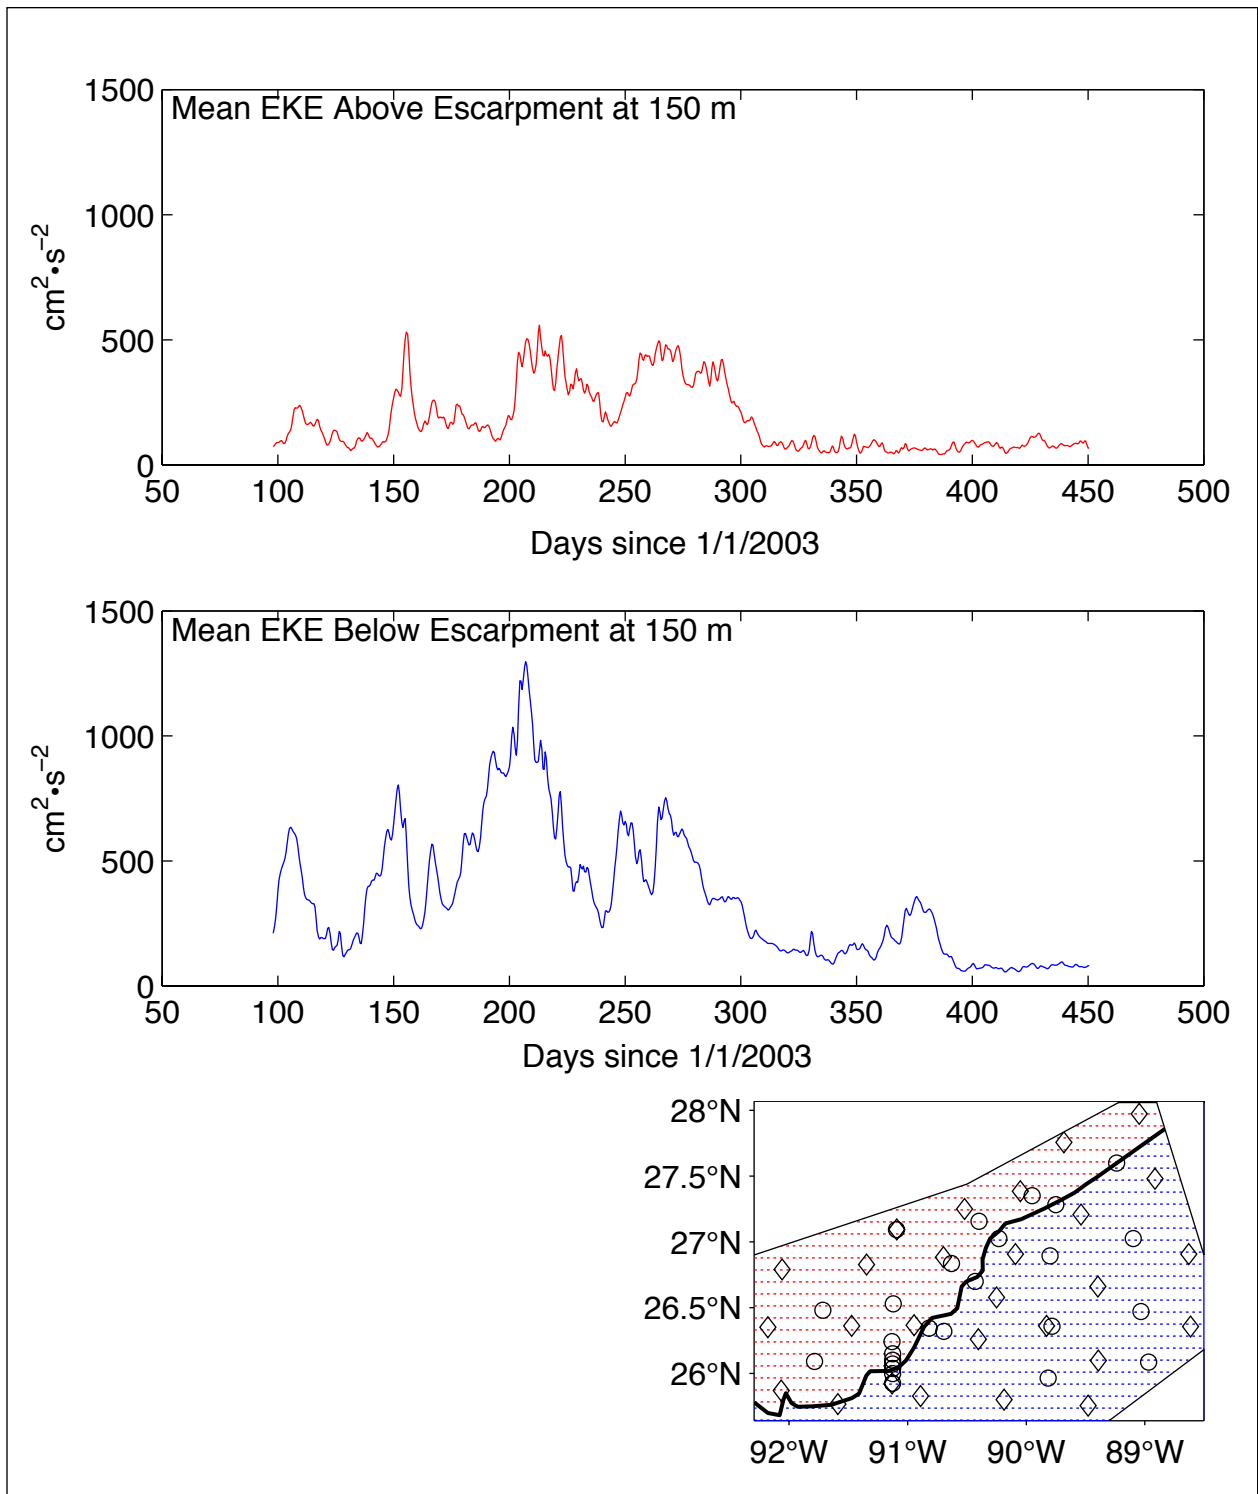 Mean EKE Above Escarpment at 150 m
1500
1000
500
0
cm²•s⁻²
50 100 150 200 250 300 350 400 450 500
Days since 1/1/2003
Mean EKE Below Escarpment at 150 m
1500
1000
500
0
cm²•s⁻²
50 100 150 200 250 300 350 400 450 500
Days since 1/1/2003
28°N
27.5°N
27°N
26.5°N
26°N
92°W 91°W 90°W 89°W